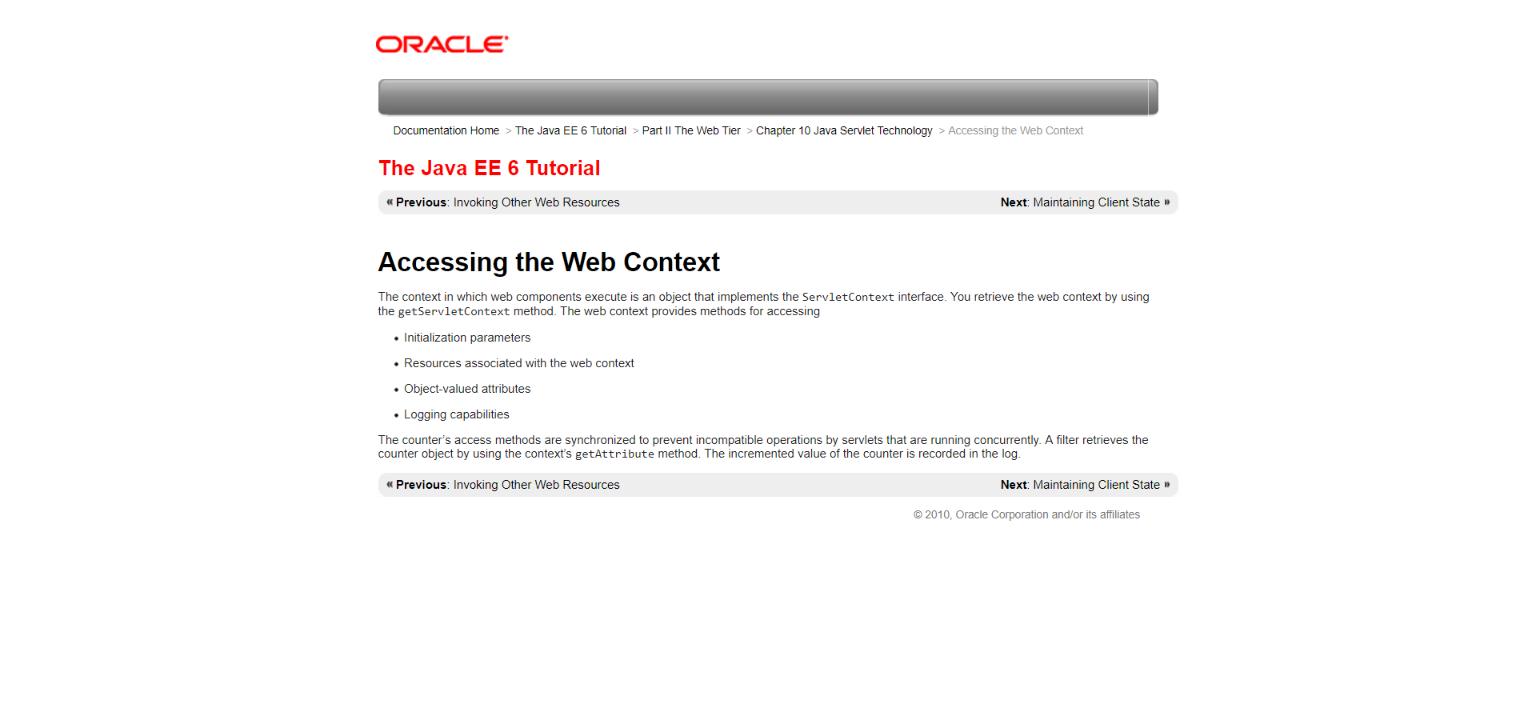 ORACLE
Documentation Home > The Java EE 6 Tutorial > Part II The Web Tier > Chapter 10 Java Servlet Technology > Accessing the Web Context
The Java EE 6 Tutorial
« Previous: Invoking Other Web Resources Next: Maintaining Client State »
Accessing the Web Context
The context in which web components execute is an object that implements the ServletContext interface. You retrieve the web context by using
the getServletContext method. The web context provides methods for accessing
• Initialization parameters
• Resources associated with the web context
• Object-valued attributes
• Logging capabilities
The counter’s access methods are synchronized to prevent incompatible operations by servlets that are running concurrently. A filter retrieves the
counter object by using the context’s getAttribute method. The incremented value of the counter is recorded in the log.
« Previous: Invoking Other Web Resources Next: Maintaining Client State »
© 2010, Oracle Corporation and/or its affiliates